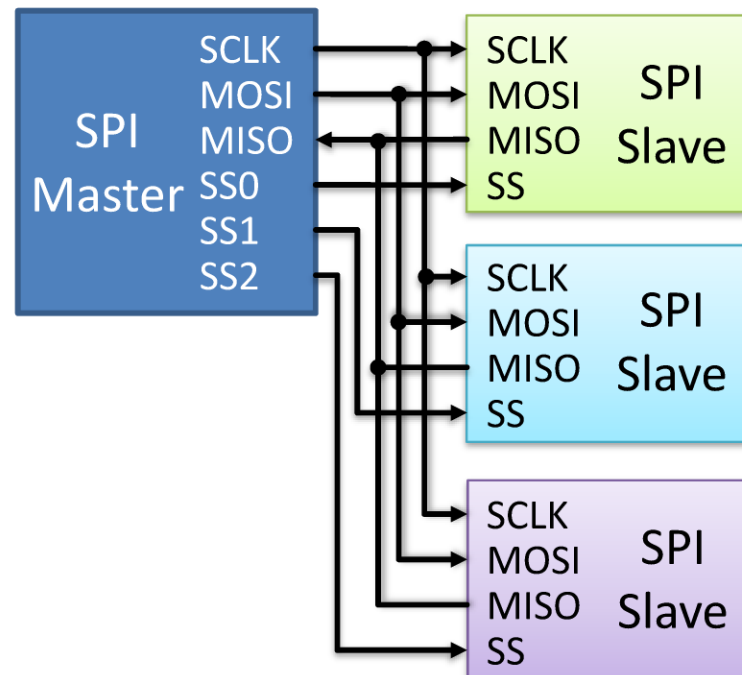 SPI
Master
SCLK
MOSI
MISO
SS0
SS1
SS2
SCLK
MOSI
MISO
SS
SPI
Slave
SCLK
MOSI
MISO
SS
SPI
Slave
SCLK
MOSI
MISO
SS
SPI
Slave